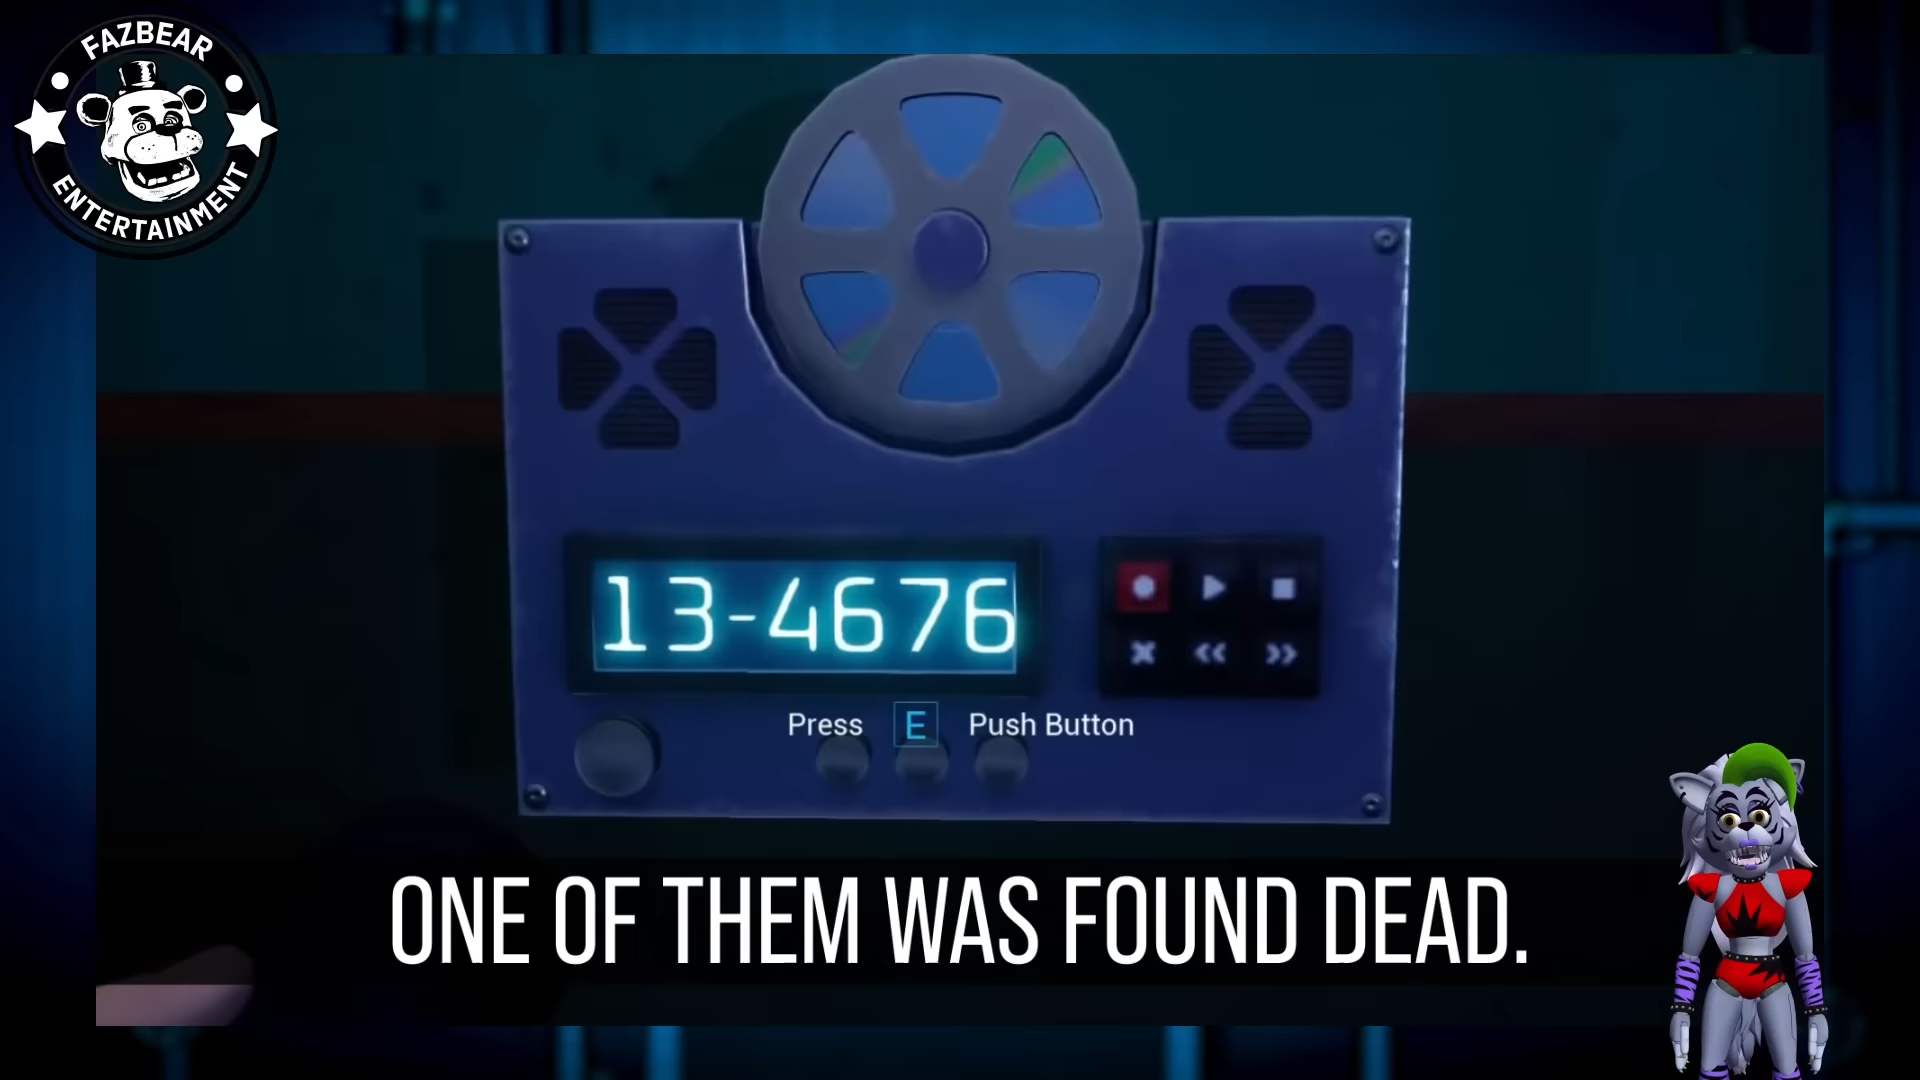 FAZBEAR
ENTERTAINMENT
13-4676
Press E Push Button
ONE OF THEM WAS FOUND DEAD.